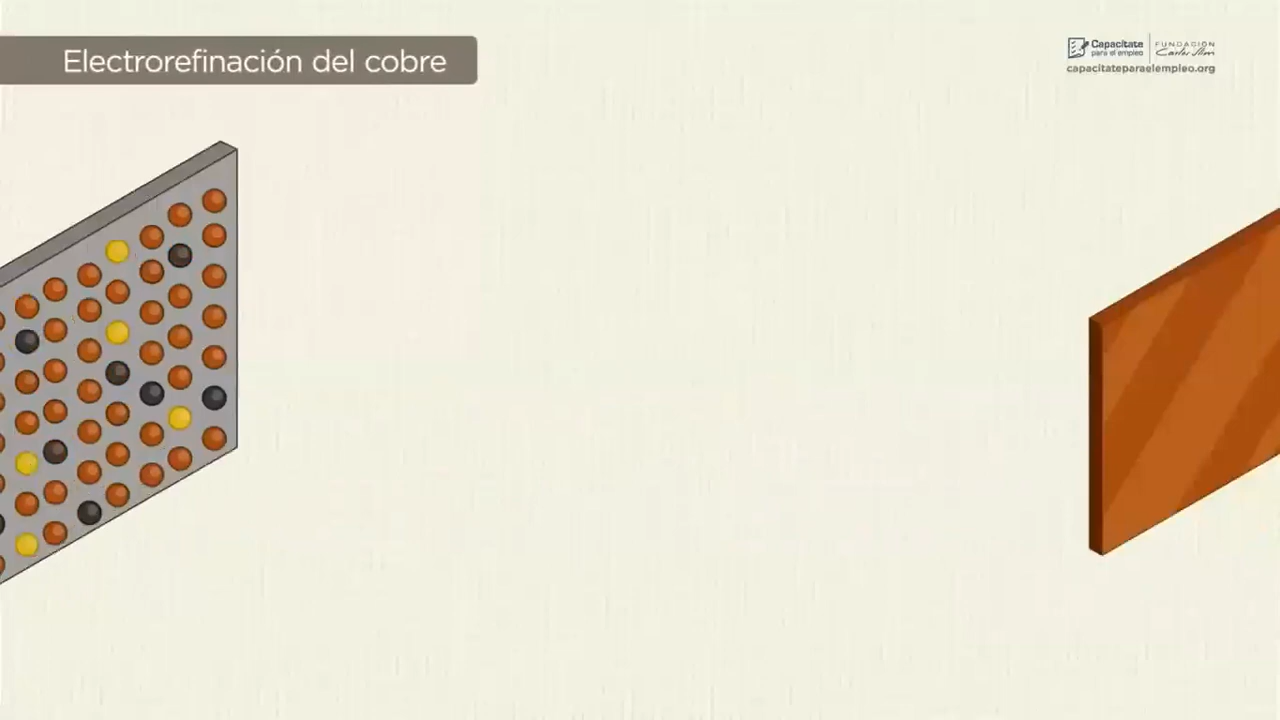 Electrorefinación del cobre
Capacítate
para el empleo
FUNDACIÓN
Carlos Slim
capacitateparaelempleo.org